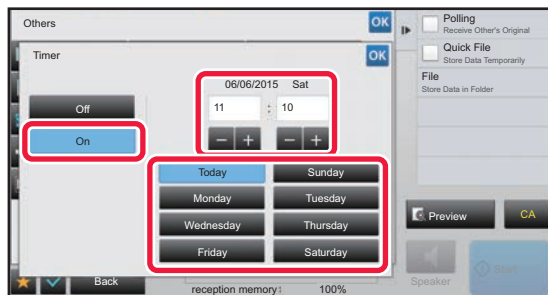 Others
OK
Timer
OK
06/06/2015 Sat
11 : 10
Off
On
Today
Sunday
Monday
Tuesday
Wednesday
Thursday
Friday
Saturday
Back
reception memory: 100%
Polling
Receive Other's Original
Quick File
Store Data Temporarily
File
Store Data in Folder
Preview
CA
Speaker
Start